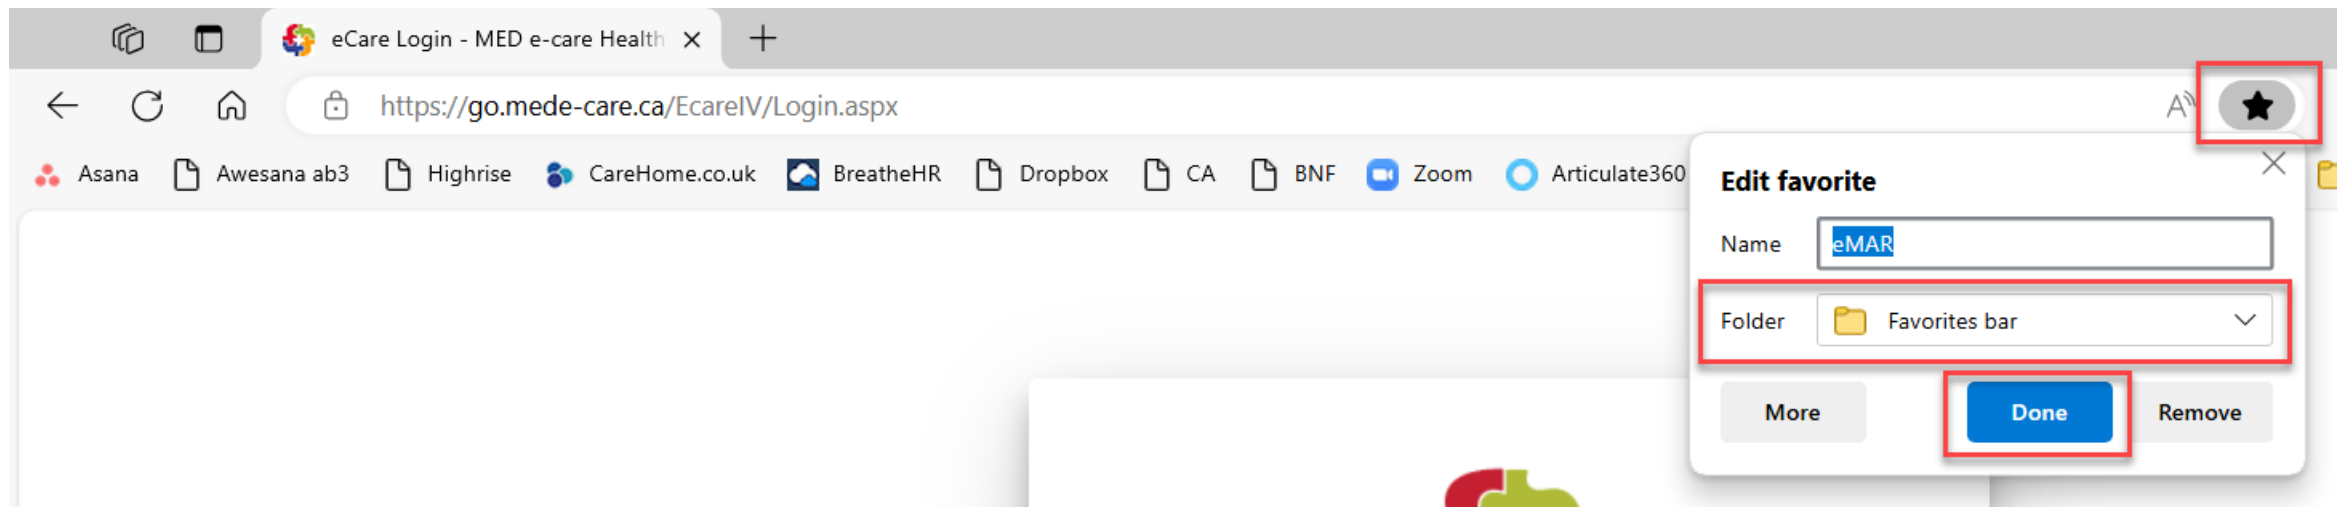 eCare Login - MED e-care Health
https://go.mede-care.ca/EcareIV/Login.aspx
Asana Awesana ab3 Highrise CareHome.co.uk BreatheHR Dropbox CA BNF Zoom Articulate360
Edit favorite
Name eMAR
Folder Favorites bar
More Done Remove